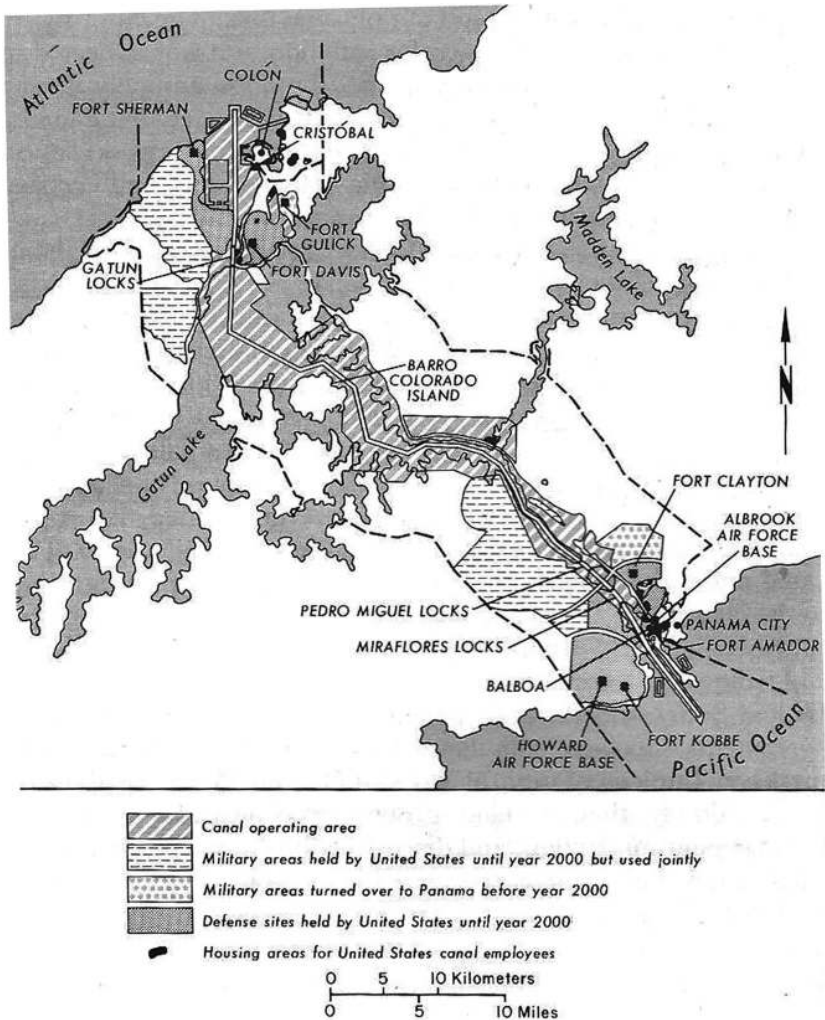 Atlantic Ocean
COLÓN
FORT SHERMAN
CRISTÓBAL
FORT
GULICK
FORT DAVIS
GATUN
LOCKS
Madden Lake
N
BARRO
COLORADO
ISLAND
Gatun Lake
FORT CLAYTON
ALBROOK
AIR FORCE
BASE
PEDRO MIGUEL LOCKS
PANAMA CITY
MIRAFLORES LOCKS
FORT AMADOR
BALBOA
HOWARD
AIR FORCE BASE
FORT KOBBE
Pacific Ocean
Canal operating area
Military areas held by United States until year 2000 but used jointly
Military areas turned over to Panama before year 2000
Defense sites held by United States until year 2000
Housing areas for United States canal employees
0 5 10 Kilometers
0 5 10 Miles